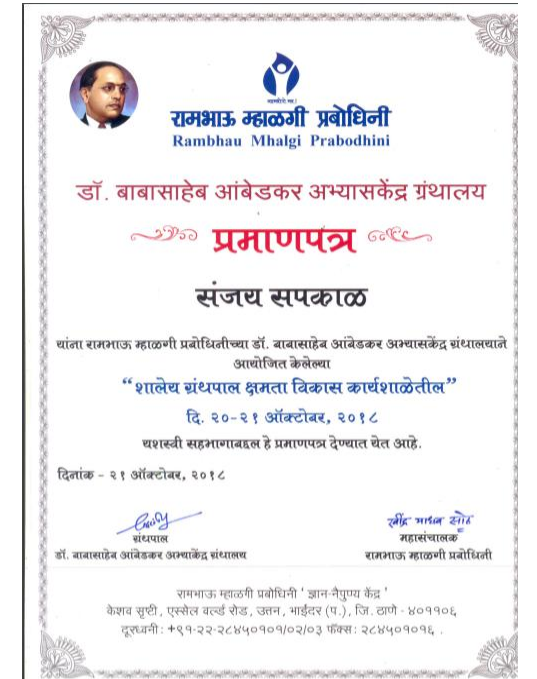 रामभाऊ म्हाळगी प्रबोधिनी
Rambhau Mhalgi Prabodhini
डॉ. बाबासाहेब आंबेडकर अभ्यासकेंद्र ग्रंथालय
प्रमाणपत्र
संजय सपकाळ
यांना रामभाऊ म्हाळगी प्रबोधिनीच्या डॉ. बाबासाहेब आंबेडकर अभ्यासकेंद्र ग्रंथालयाने
आयोजित केलेल्या
“शालेय ग्रंथपाल क्षमता विकास कार्यशाळेतील”
दि. २०-२१ ऑक्टोबर, २०१८
यशस्वी सहभागाबद्दल हे प्रमाणपत्र देण्यात येत आहे.
दिनांक - २१ ऑक्टोबर, २०१८
ग्रंथपाल
डॉ. बाबासाहेब आंबेडकर अभ्याकेंद्र ग्रंथालय
महासंचालक
रामभाऊ म्हाळगी प्रबोधिनी
रामभाऊ म्हाळगी प्रबोधिनी ' ज्ञान-नैपुण्य केंद्र '
केशव सृष्टी, एस्सेल वर्ल्ड रोड, उत्तन, भाईंदर (प.), जि. ठाणे - ४०११०६
दूरध्वनी: +९१-२२-२८४५०१०१/०२/०३ फॅक्स: २८४५०१०६ .